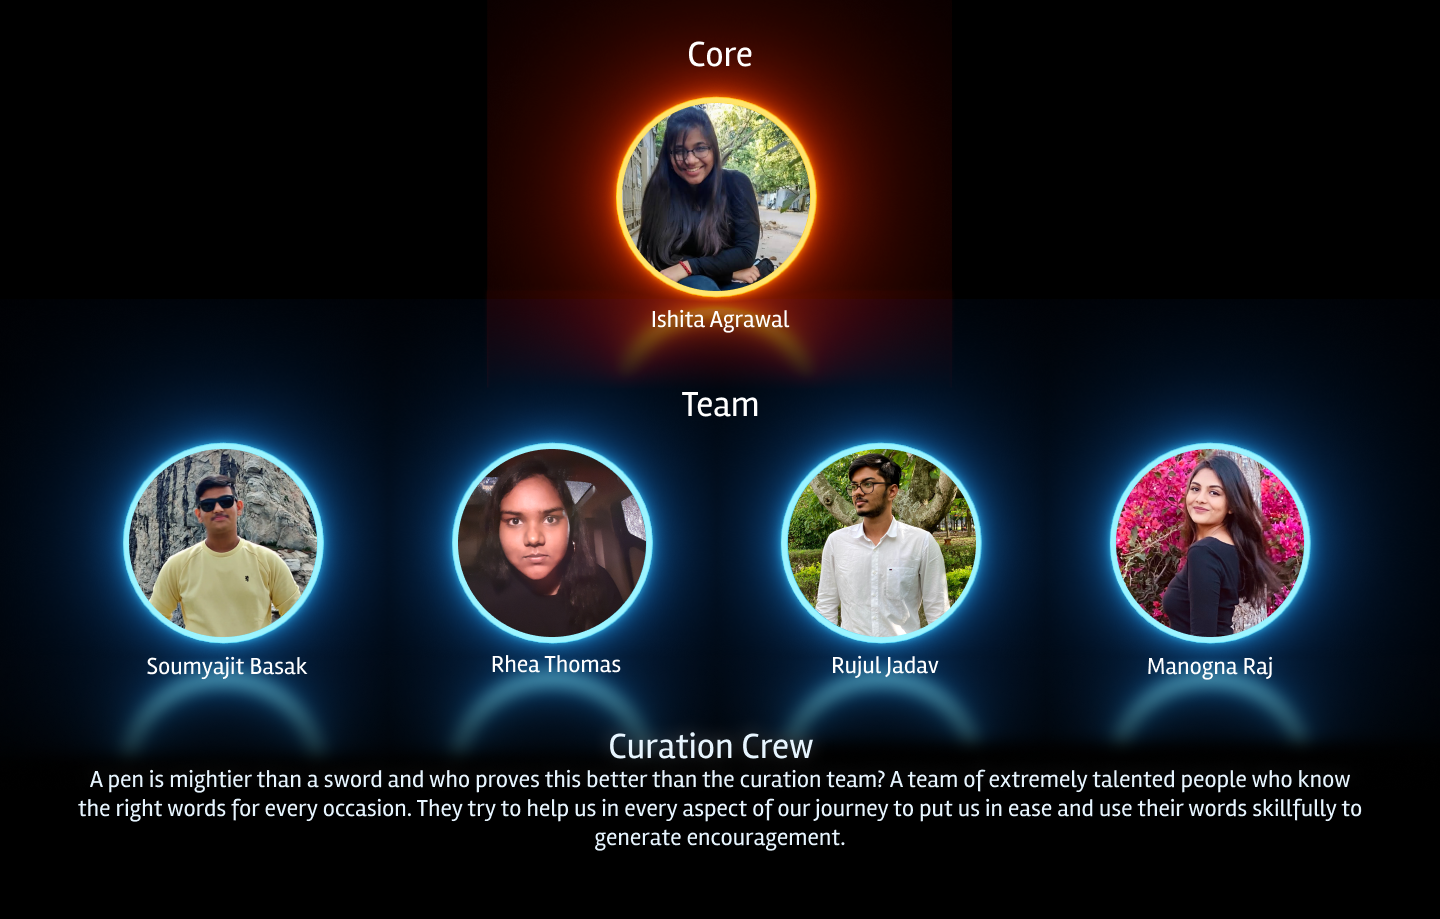 Core
Ishita Agrawal
Team
Soumyajit Basak
Rhea Thomas
Rujul Jadav
Manogna Raj
Curation Crew
A pen is mightier than a sword and who proves this better than the curation team? A team of extremely talented people who know
the right words for every occasion. They try to help us in every aspect of our journey to put us in ease and use their words skillfully to
generate encouragement.